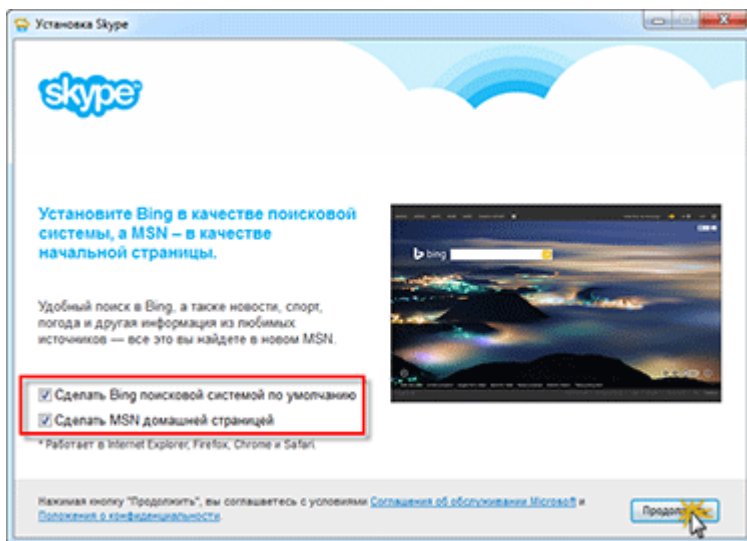 Установка Skype
skype
Установите Bing в качестве поисковой
системы, а MSN – в качестве
начальной страницы.
Удобный поиск в Bing, а также новости, спорт,
погода и другая информация из любимых
источников — все это вы найдете в новом MSN.
bing
Сделать Bing поисковой системой по умолчанию
Сделать MSN домашней страницей
* Работает в Internet Explorer, Firefox, Chrome и Safari.
Нажимая кнопку "Продолжить", вы соглашаетесь с условиями Соглашения об обслуживании Microsoft и
Положения о конфиденциальности.